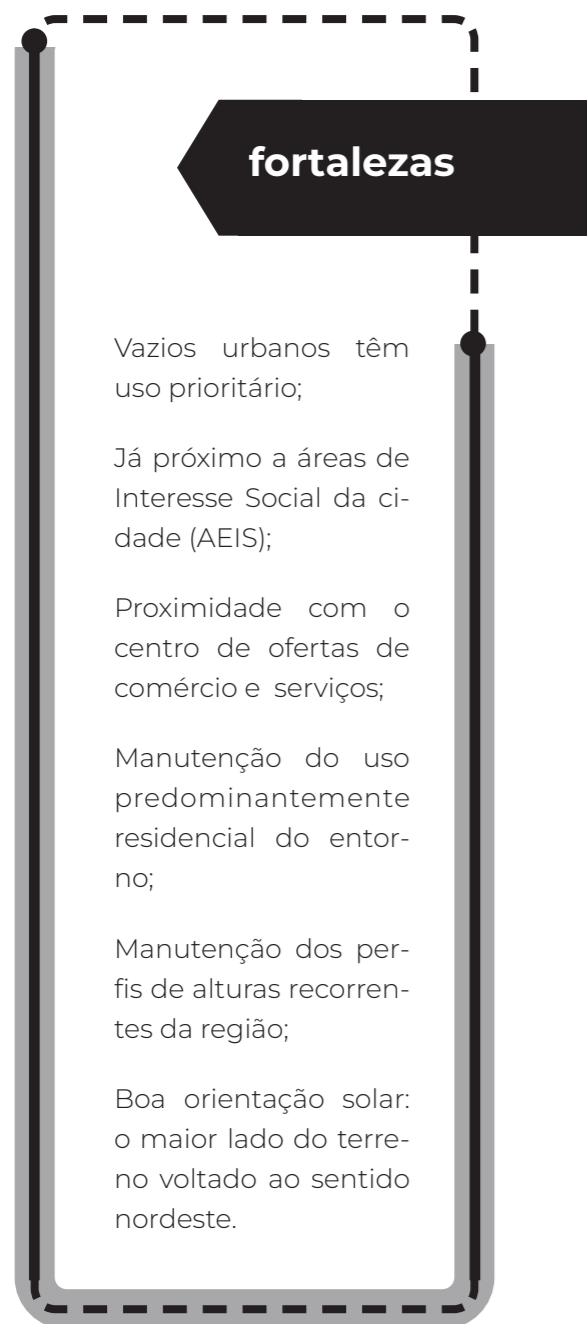 fortalezas
Vazios urbanos têm
uso prioritário;
Já próximo a áreas de
Interesse Social da ci-
dade (AEIS);
Proximidade com o
centro de ofertas de
comércio e serviços;
Manutenção do uso
predominantemente
residencial do entor-
no;
Manutenção dos per-
fis de alturas recorren-
tes da região;
Boa orientação solar:
o maior lado do terre-
no voltado ao sentido
nordeste.